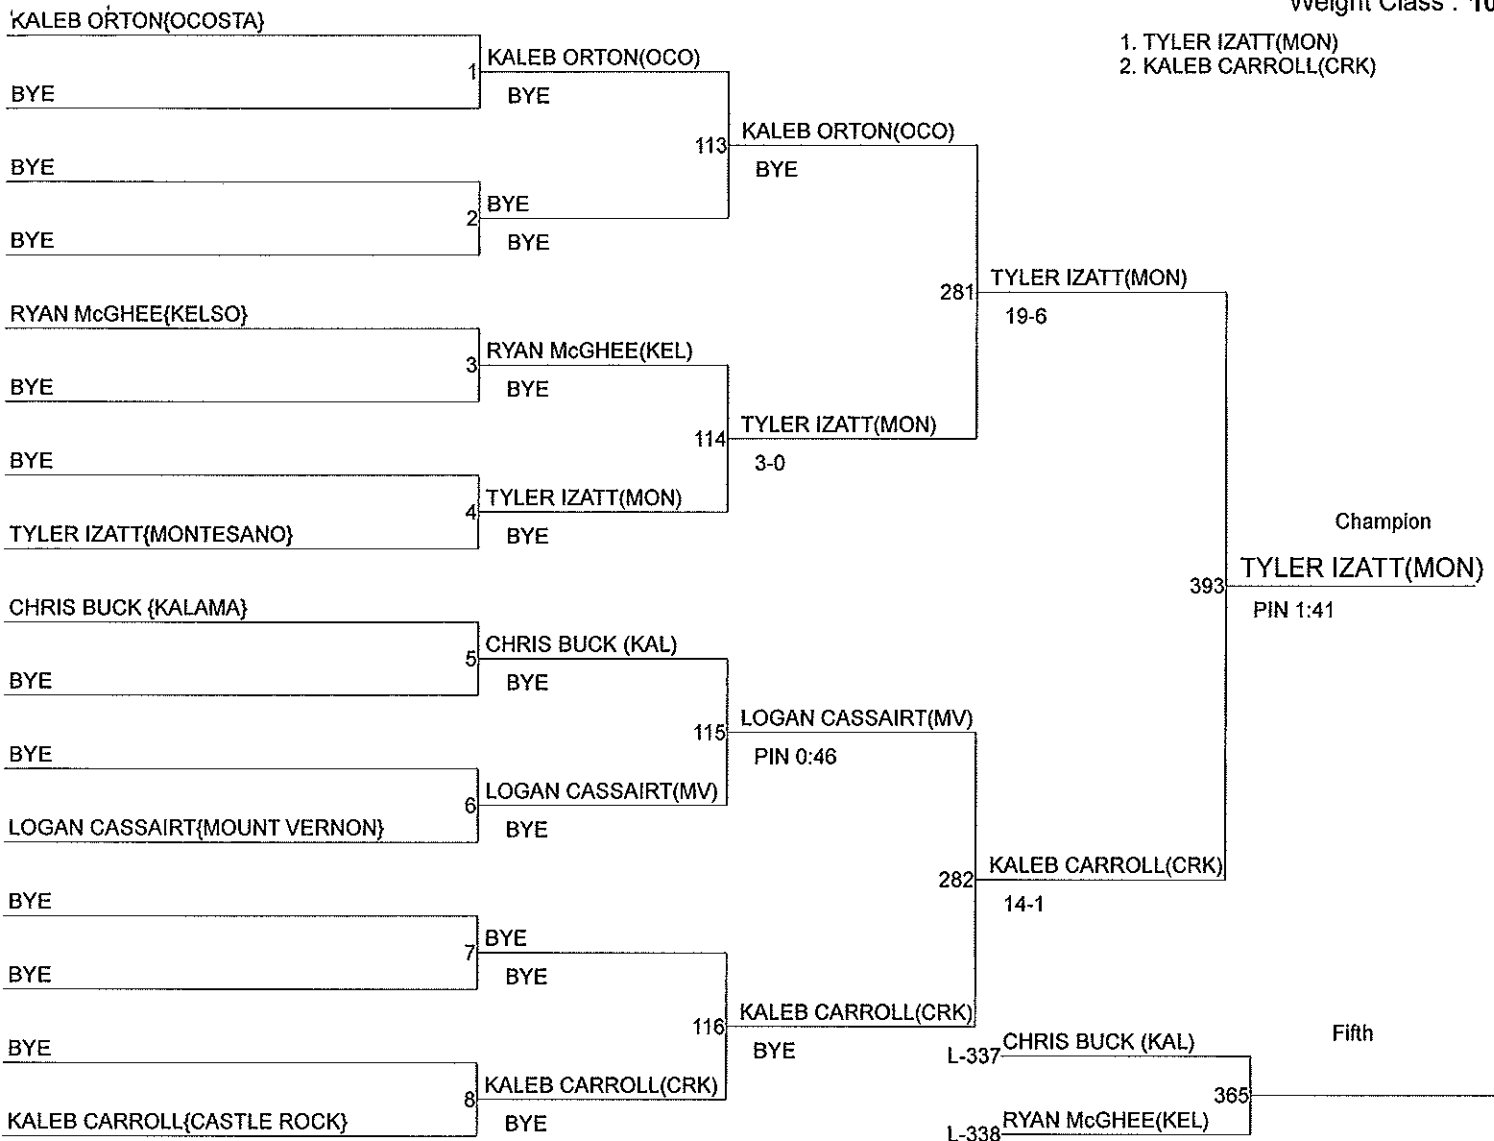 Weight Class :
KALEB ORTON{OCOSTA}
1. TYLER IZATT(MON)
2. KALEB CARROLL(CRK)
1 KALEB ORTON(OCO)
BYE BYE
113 KALEB ORTON(OCO)
BYE BYE
2 BYE
BYE BYE
281 TYLER IZATT(MON)
RYAN McGHEE{KELSO} 19-6
3 RYAN McGHEE(KEL)
BYE BYE
114 TYLER IZATT(MON)
BYE 3-0
4 TYLER IZATT(MON)
TYLER IZATT{MONTESANO} BYE Champion
393 TYLER IZATT(MON)
CHRIS BUCK {KALAMA} PIN 1:41
5 CHRIS BUCK (KAL)
BYE BYE
115 LOGAN CASSAIRT(MV)
BYE PIN 0:46
6 LOGAN CASSAIRT(MV)
LOGAN CASSAIRT{MOUNT VERNON} BYE
282 KALEB CARROLL(CRK)
BYE 14-1
7 BYE
BYE BYE
116 KALEB CARROLL(CRK)
BYE BYE L-337 CHRIS BUCK (KAL) Fifth
8 KALEB CARROLL(CRK) 365
KALEB CARROLL{CASTLE ROCK} BYE L-338 RYAN McGHEE(KEL)